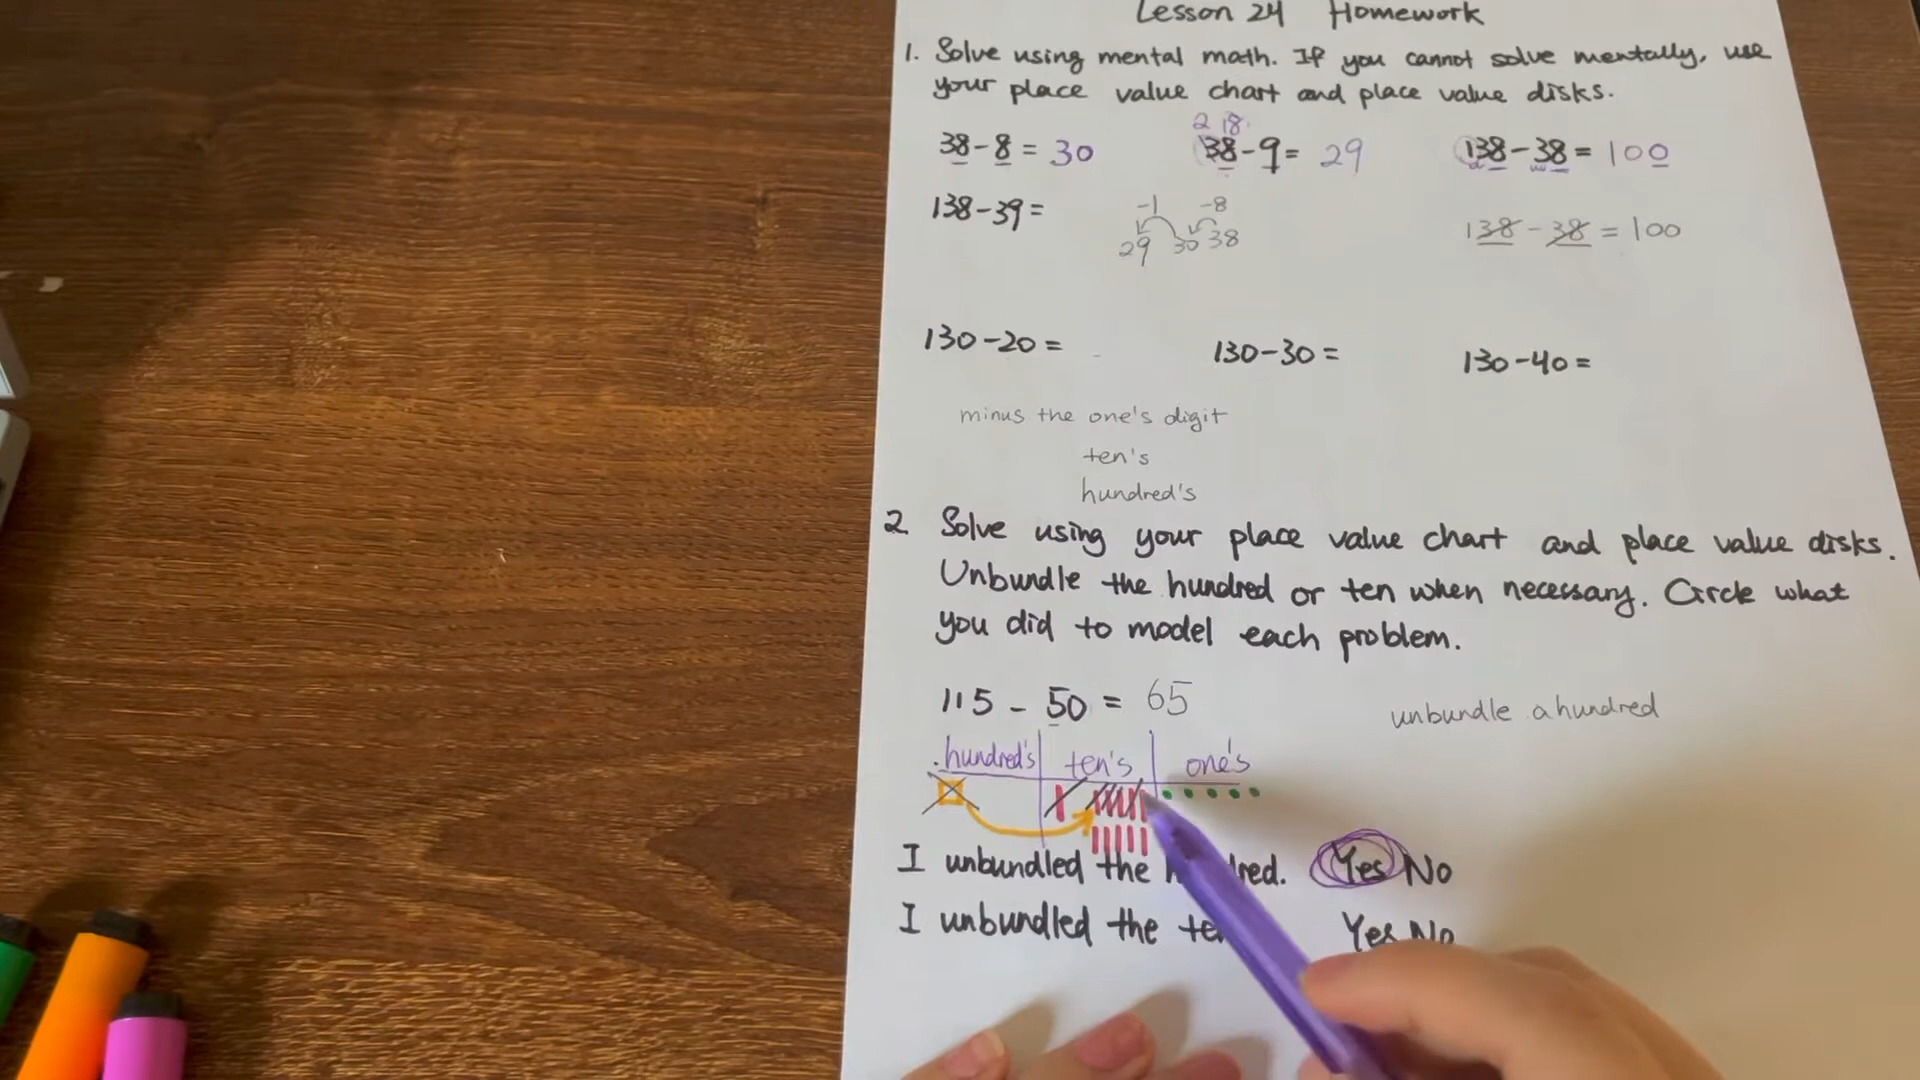 Lesson 24 Homework
1. Solve using mental math. If you cannot solve mentally, use
your place value chart and place value disks.
2 18
38 - 8 = 30 38 - 9 = 29 138 - 38 = 100
138 - 39 =
-1 -8
29 30 38
138 - 38 = 100
130 - 20 = 130 - 30 = 130 - 40 =
minus the one's digit
ten's
hundred's
2 Solve using your place value chart and place value disks.
Unbundle the hundred or ten when necessary. Circle what
you did to model each problem.
115 - 50 = 65
unbundle a hundred
hundred's ten's one's
I unbundled the Yes No
I unbundled the Yes No